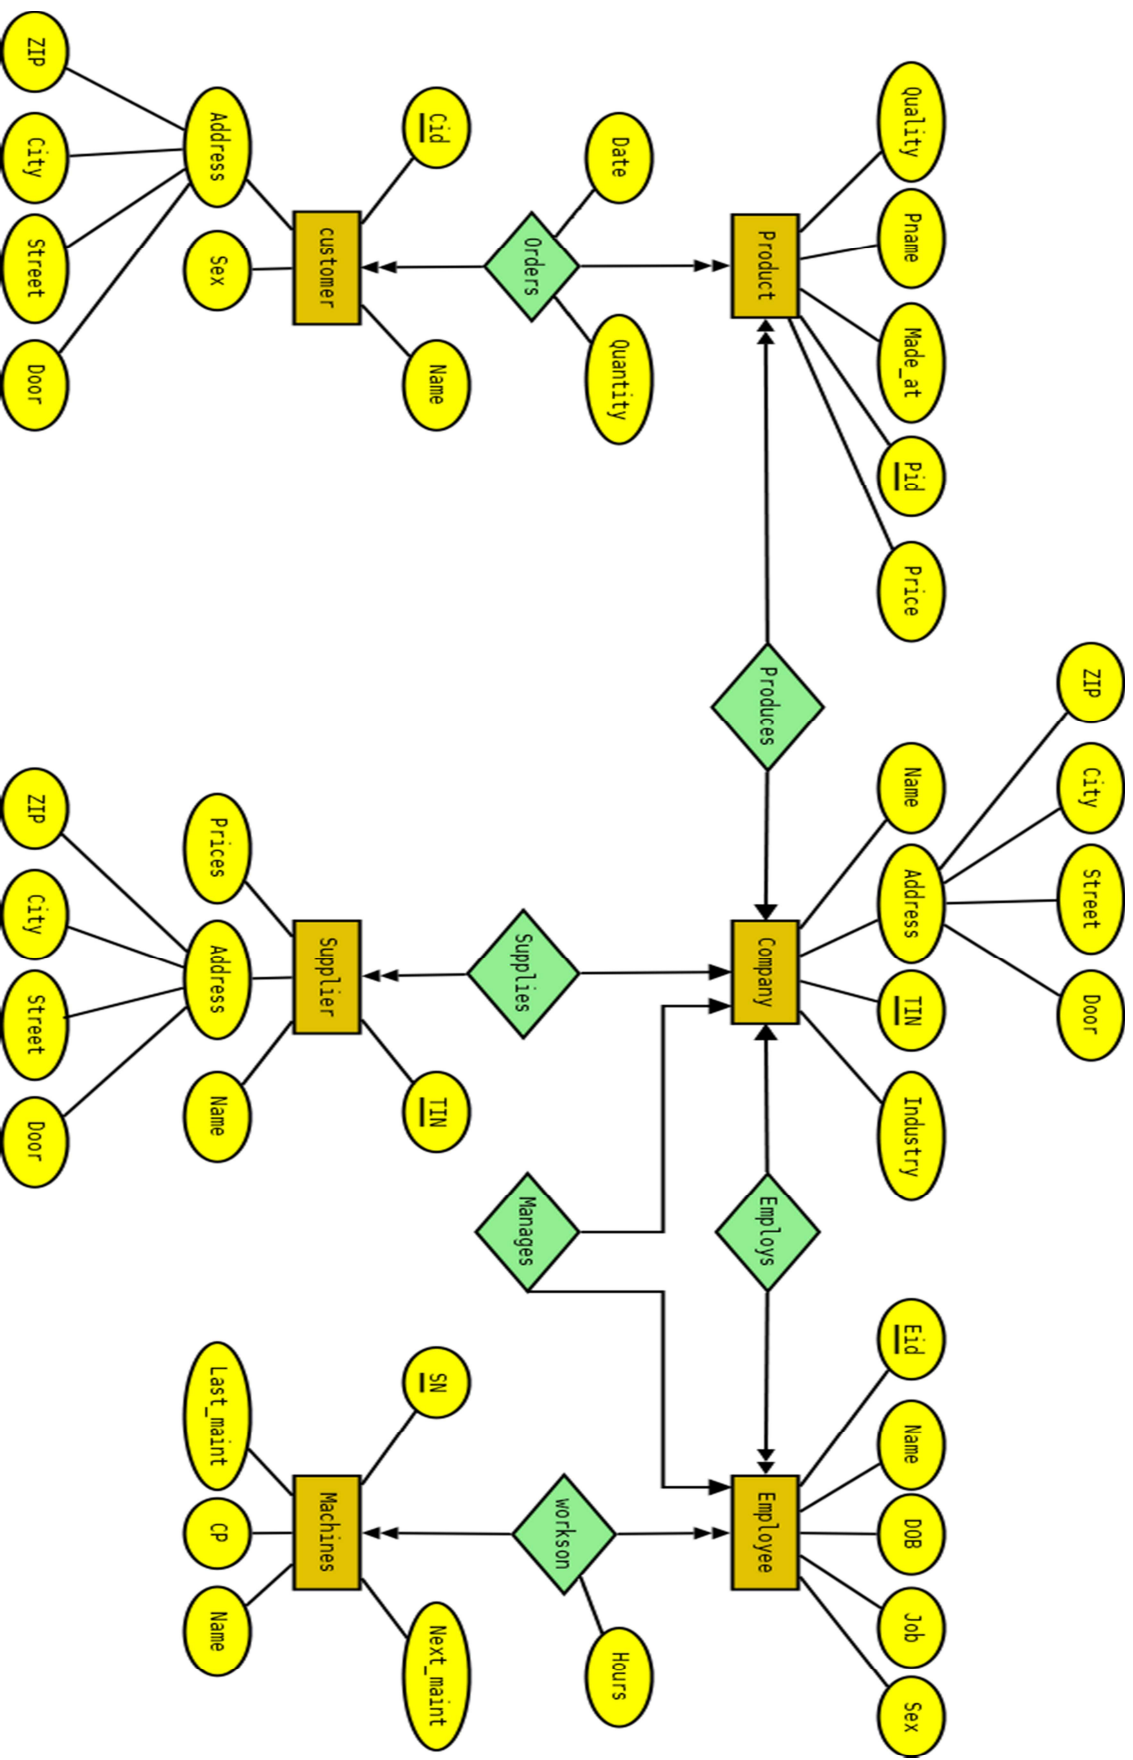 ZIP
City
Street
Door
Quality
Pname
Made_at
Pid
Price
Name
Address
TIN
Industry
Eid
Name
DOB
Job
Sex
Product
Produces
Company
Employs
Employee
Date
Quantity
Hours
Orders
Supplies
Manages
workson
Cid
Name
TIN
SN
Next_maint
customer
Supplier
Machines
Address
Sex
Prices
Address
Name
Last_maint
CP
Name
ZIP
City
Street
Door
ZIP
City
Street
Door